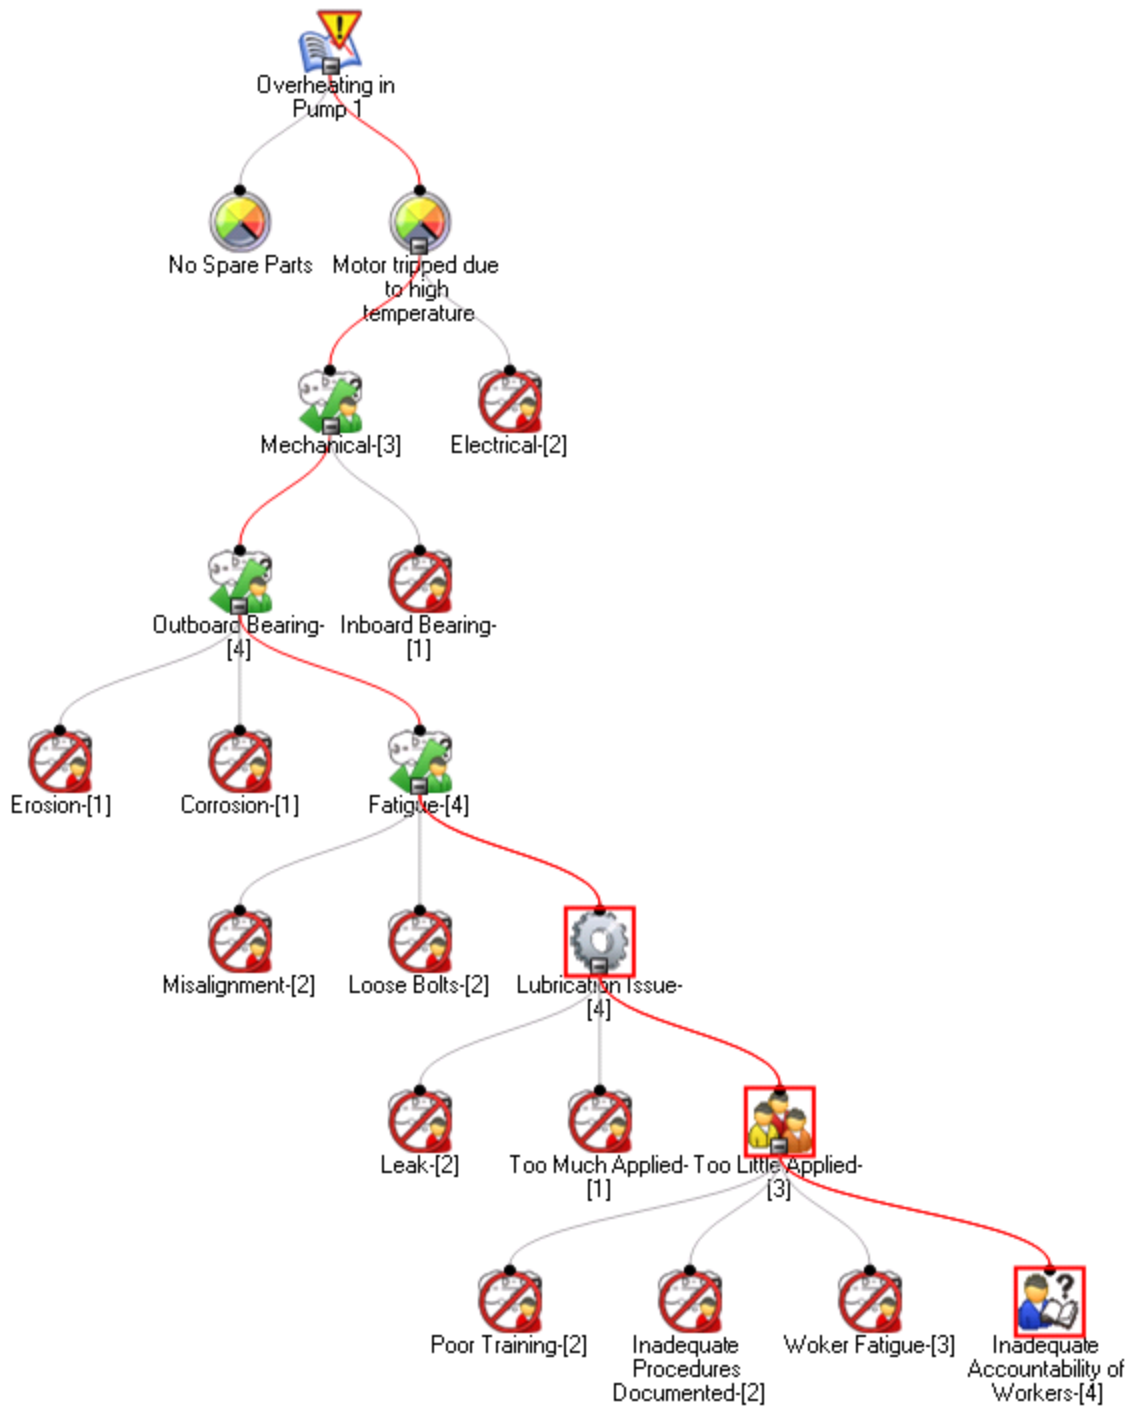 Overheating in
Pump 1
No Spare Parts
Motor tripped due
to high
temperature
Mechanical-[3]
Electrical-[2]
Outboard Bearing-
[4]
Inboard Bearing-
[1]
Erosion-[1]
Corrosion-[1]
Fatigue-[4]
Misalignment-[2]
Loose Bolts-[2]
Lubrication Issue-
[4]
Leak-[2]
Too Much Applied-
[1]
Too Little Applied-
[3]
Poor Training-[2]
Inadequate
Procedures
Documented-[2]
Woker Fatigue-[3]
Inadequate
Accountability of
Workers-[4]